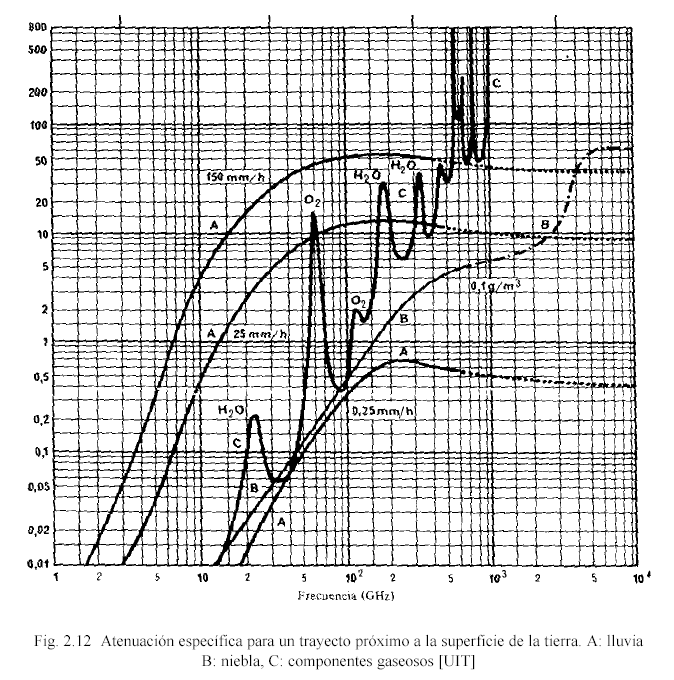 800
500
200
100
50
20
10
5
2
1
0,5
0,2
0,1
0,05
0,02
0,01
C
150 mm/h
H₂O
H₂O
A
O₂
C
B
A
25 mm/h
O₂
B
0,1 g/m³
A
H₂O
0,25 mm/h
C
B
A
1 2 5 10 2 5 10² 2 5 10³ 2 5 10⁴
Frecuencia (GHz)
Fig. 2.12 Atenuación específica para un trayecto próximo a la superficie de la tierra. A: lluvia
B: niebla, C: componentes gaseosos [UIT]